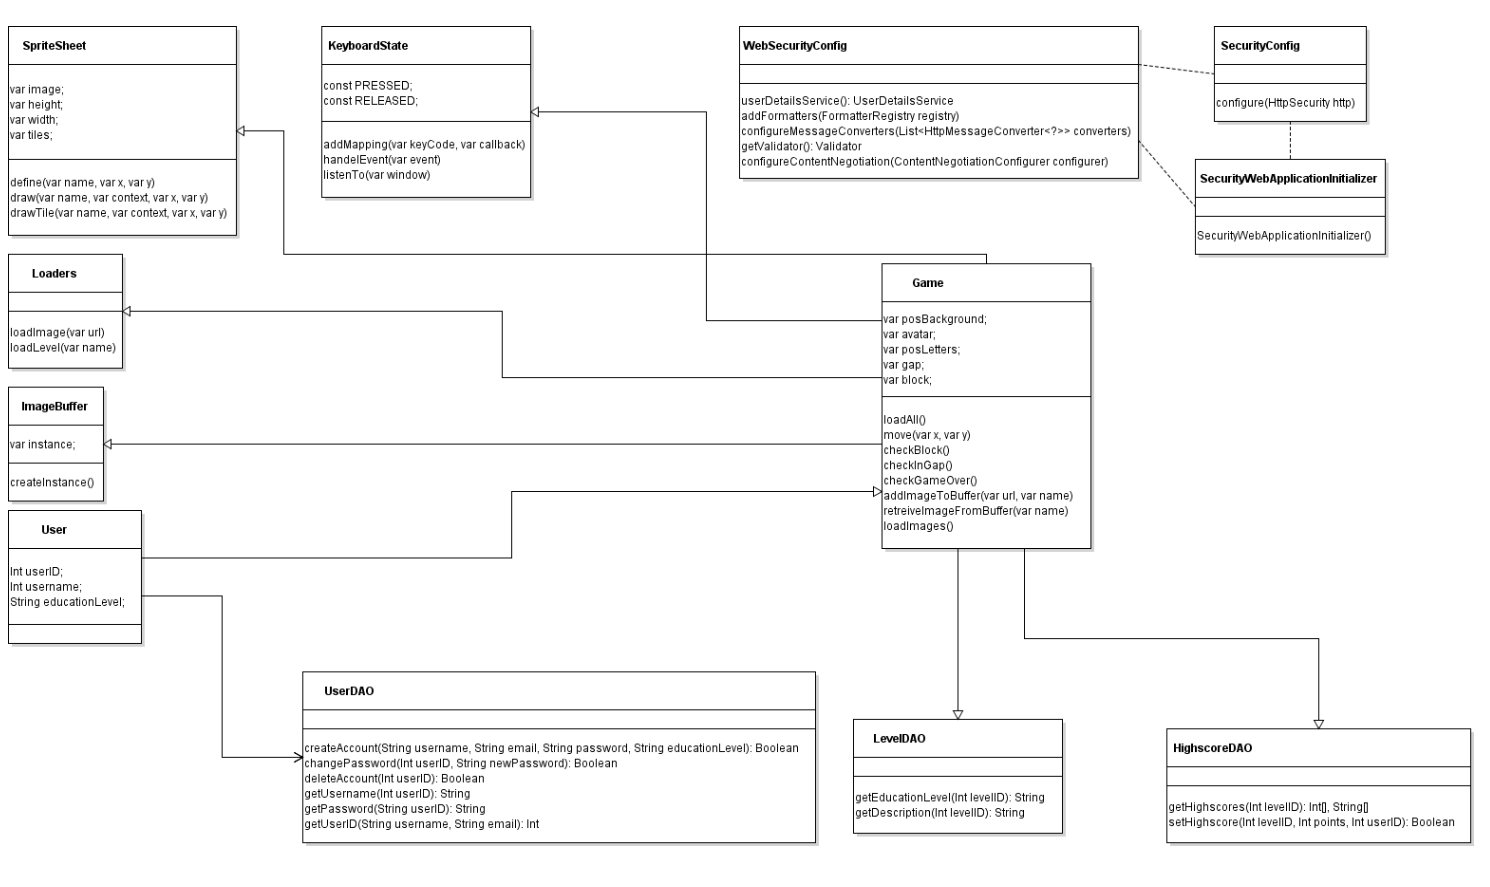 SpriteSheet
var image;
var height;
var width;
var tiles;
define(var name, var x, var y)
draw(var name, var context, var x, var y)
drawTile(var name, var context, var x, var y)
KeyboardState
const PRESSED;
const RELEASED;
addMapping(var keyCode, var callback)
handelEvent(var event)
listenTo(var window)
WebSecurityConfig
userDetailsService(): UserDetailsService
addFormatters(FormatterRegistry registry)
configureMessageConverters(List<HttpMessageConverter<?>> converters)
getValidator(): Validator
configureContentNegotiation(ContentNegotiationConfigurer configurer)
SecurityConfig
configure(HttpSecurity http)
SecurityWebApplicationInitializer
SecurityWebApplicationInitializer()
Loaders
loadImage(var url)
loadLevel(var name)
Game
var posBackground;
var avatar;
var posLetters;
var gap;
var block;
loadAll()
move(var x, var y)
checkBlock()
checkInGap()
checkGameOver()
addImageToBuffer(var url, var name)
retreiveImageFromBuffer(var name)
loadImages()
ImageBuffer
var instance;
createInstance()
User
Int userID;
Int username;
String educationLevel;
UserDAO
createAccount(String username, String email, String password, String educationLevel): Boolean
changePassword(Int userID, String newPassword): Boolean
deleteAccount(Int userID): Boolean
getUsername(Int userID): String
getPassword(String userID): String
getUserID(String username, String email): Int
LevelDAO
getEducationLevel(Int levelID): String
getDescription(Int levelID): String
HighscoreDAO
getHighscores(Int levelID): Int[], String[]
setHighscore(Int levelID, Int points, Int userID): Boolean